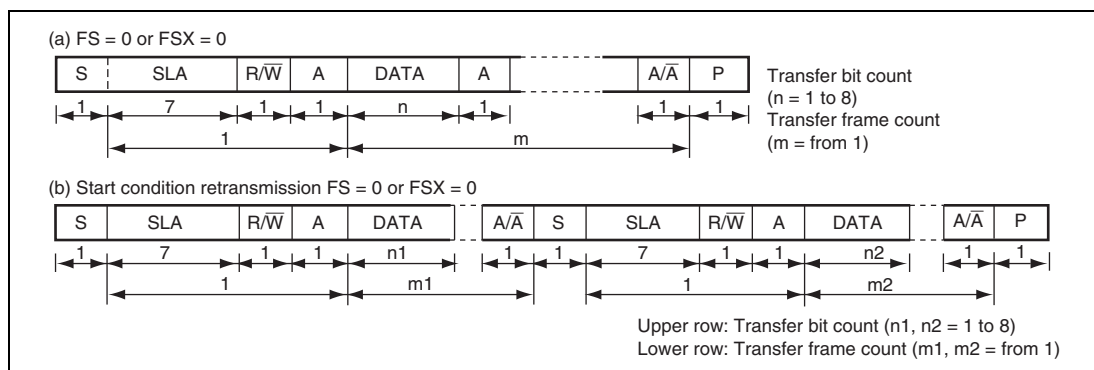 (a) FS = 0 or FSX = 0
S SLA R/W̅ A DATA A A/A̅ P
1 7 1 1 n 1 1 1
1 m
Transfer bit count
(n = 1 to 8)
Transfer frame count
(m = from 1)
(b) Start condition retransmission FS = 0 or FSX = 0
S SLA R/W̅ A DATA A/A̅ S SLA R/W̅ A DATA A/A̅ P
1 7 1 1 n1 1 1 7 1 1 n2 1 1
1 m1 1 m2
Upper row: Transfer bit count (n1, n2 = 1 to 8)
Lower row: Transfer frame count (m1, m2 = from 1)